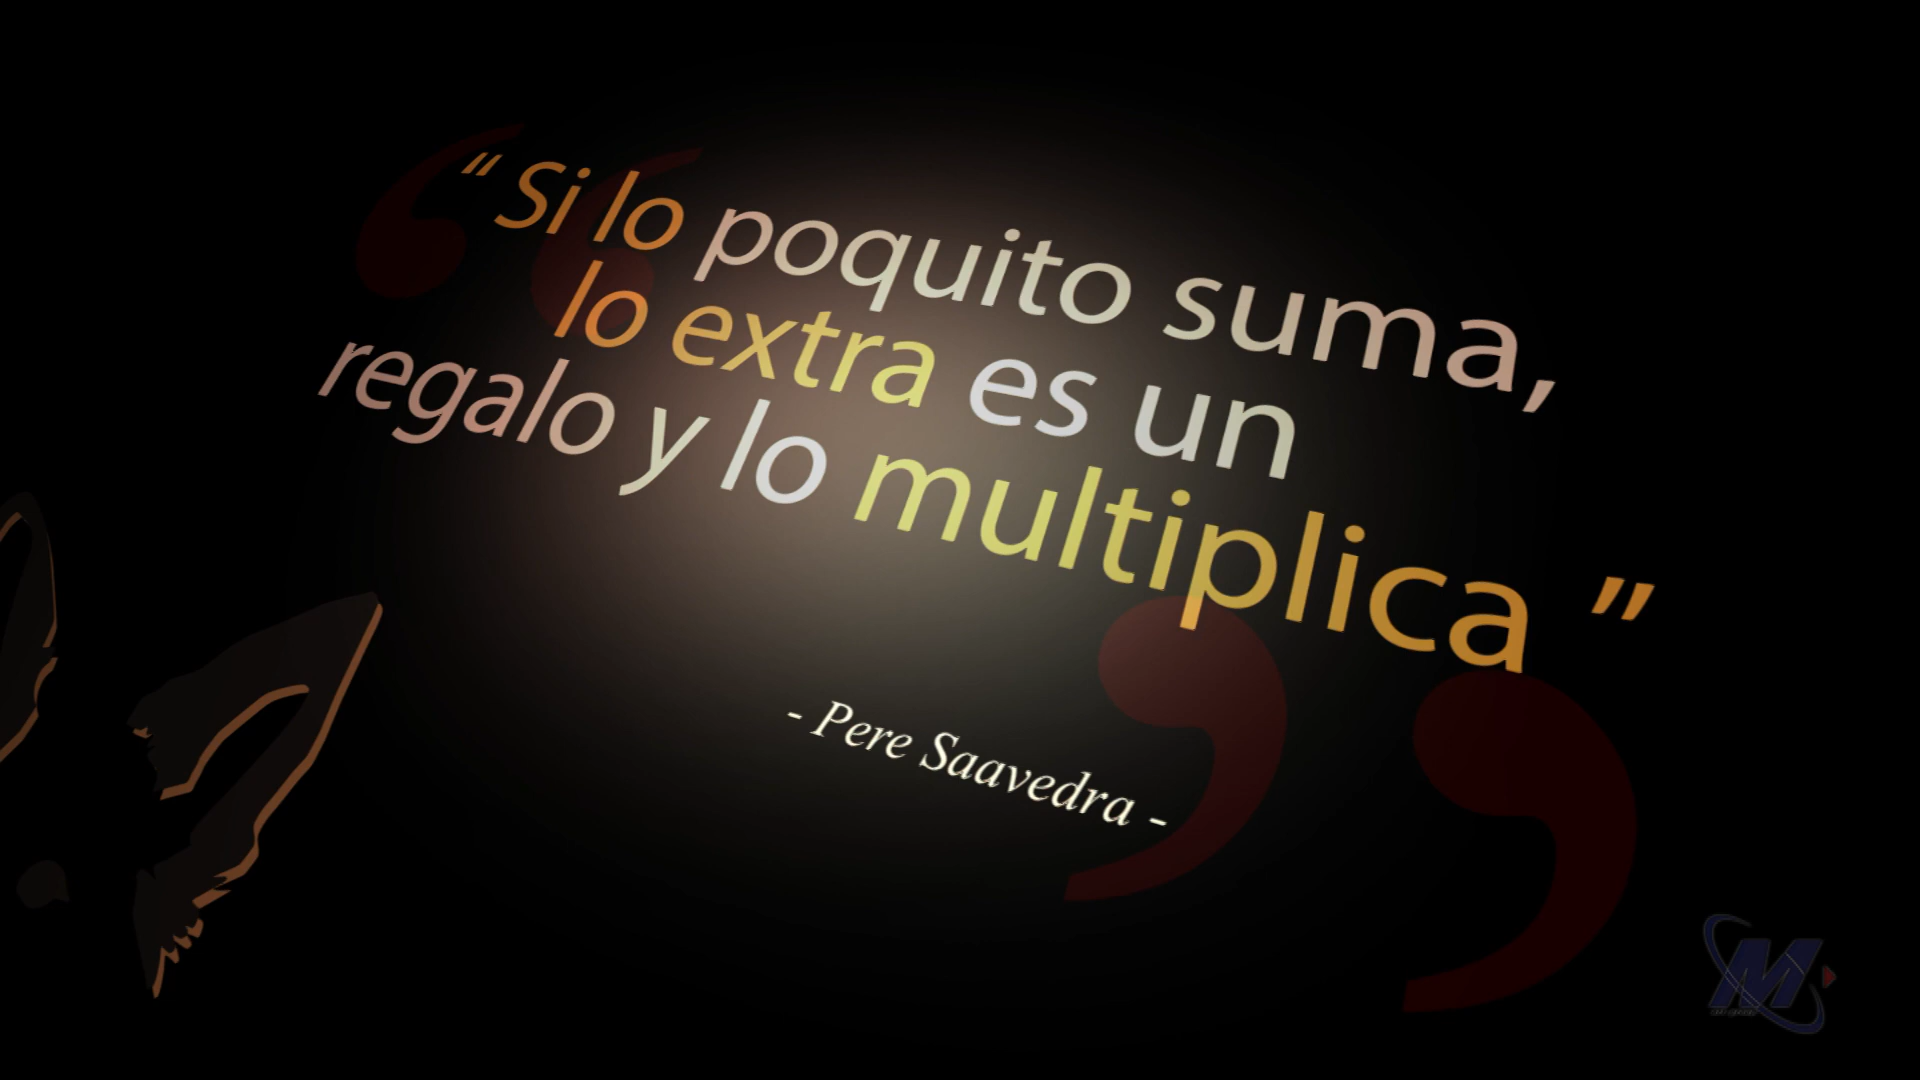 “ Si lo poquito suma,
lo extra es un
regalo y lo multiplica ”
- Pere Saavedra -
M